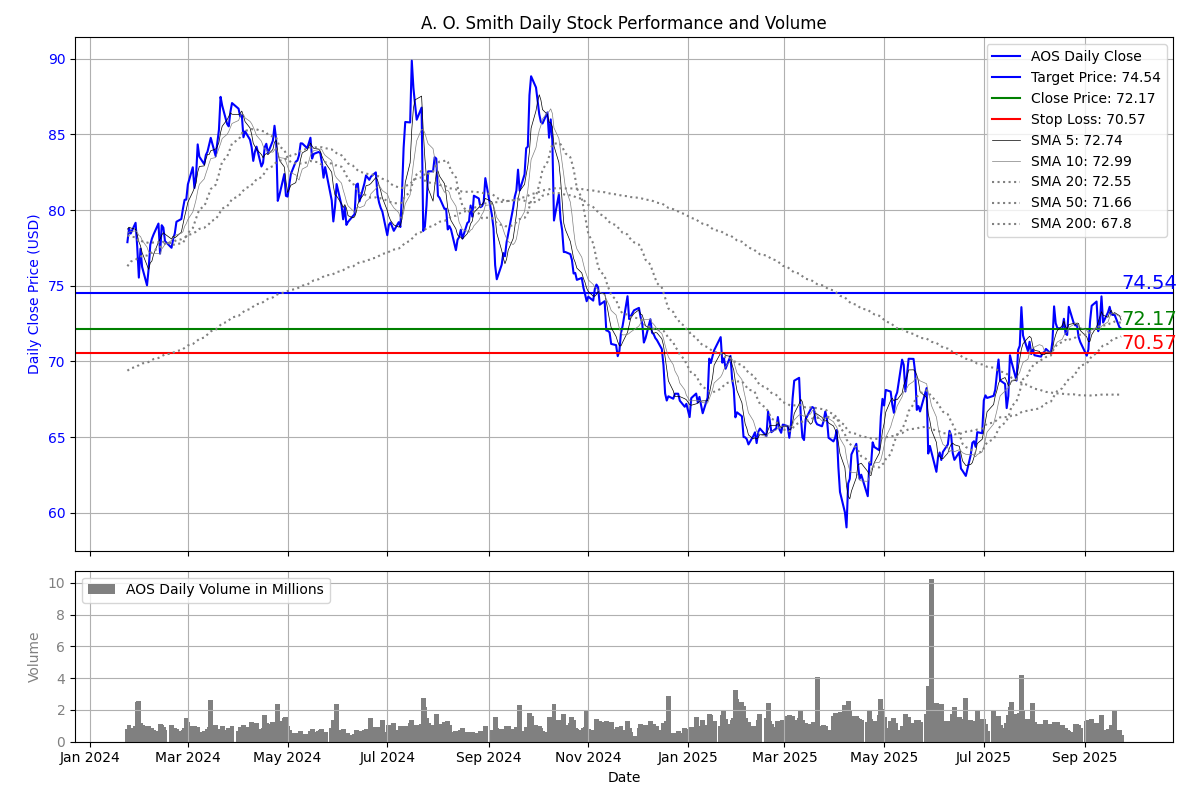 A. O. Smith Daily Stock Performance and Volume
Daily Close Price (USD)
90
85
80
75
70
65
60
AOS Daily Close
Target Price: 74.54
Close Price: 72.17
Stop Loss: 70.57
SMA 5: 72.74
SMA 10: 72.99
SMA 20: 72.55
SMA 50: 71.66
SMA 200: 67.8
74.54
72.17
70.57
Volume
10
8
6
4
2
0
AOS Daily Volume in Millions
Jan 2024 Mar 2024 May 2024 Jul 2024 Sep 2024 Nov 2024 Jan 2025 Mar 2025 May 2025 Jul 2025 Sep 2025
Date